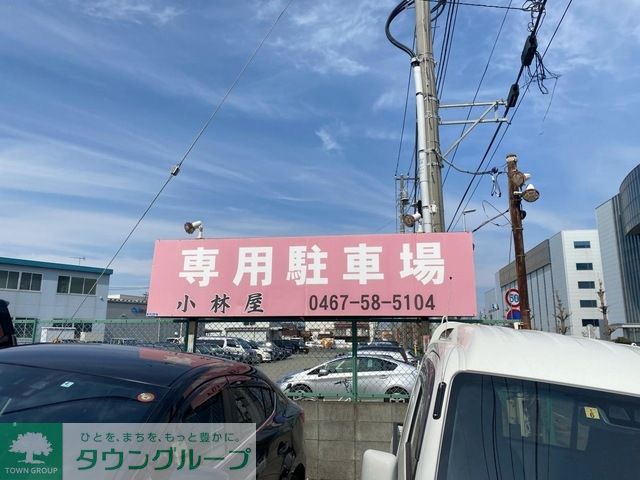 専用駐車場
小林屋 0467-58-5104
50
TOWN GROUP
ひとを、まちを、もっと豊かに。
タウングループ